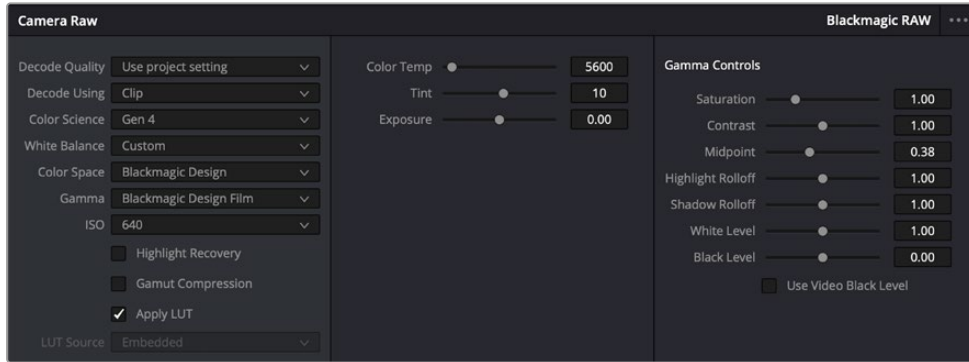 Camera Raw
Blackmagic RAW
Decode Quality Use project setting
Decode Using Clip
Color Science Gen 4
White Balance Custom
Color Space Blackmagic Design
Gamma Blackmagic Design Film
ISO 640
Highlight Recovery
Gamut Compression
Apply LUT
LUT Source Embedded
Color Temp 5600
Tint 10
Exposure 0.00
Gamma Controls
Saturation 1.00
Contrast 1.00
Midpoint 0.38
Highlight Rolloff 1.00
Shadow Rolloff 1.00
White Level 1.00
Black Level 0.00
Use Video Black Level